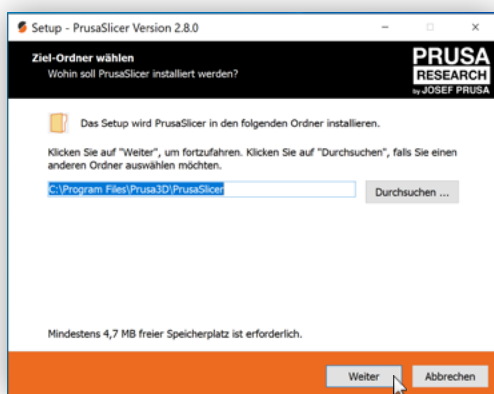 Setup - PrusaSlicer Version 2.8.0
Ziel-Ordner wählen
Wohin soll PrusaSlicer installiert werden?
PRUSA
RESEARCH
by JOSEF PRUSA
Das Setup wird PrusaSlicer in den folgenden Ordner installieren.
Klicken Sie auf "Weiter", um fortzufahren. Klicken Sie auf "Durchsuchen", falls Sie einen
anderen Ordner auswählen möchten.
C:\Program Files\Prusa3D\PrusaSlicer
Durchsuchen ...
Mindestens 4,7 MB freier Speicherplatz ist erforderlich.
Weiter
Abbrechen